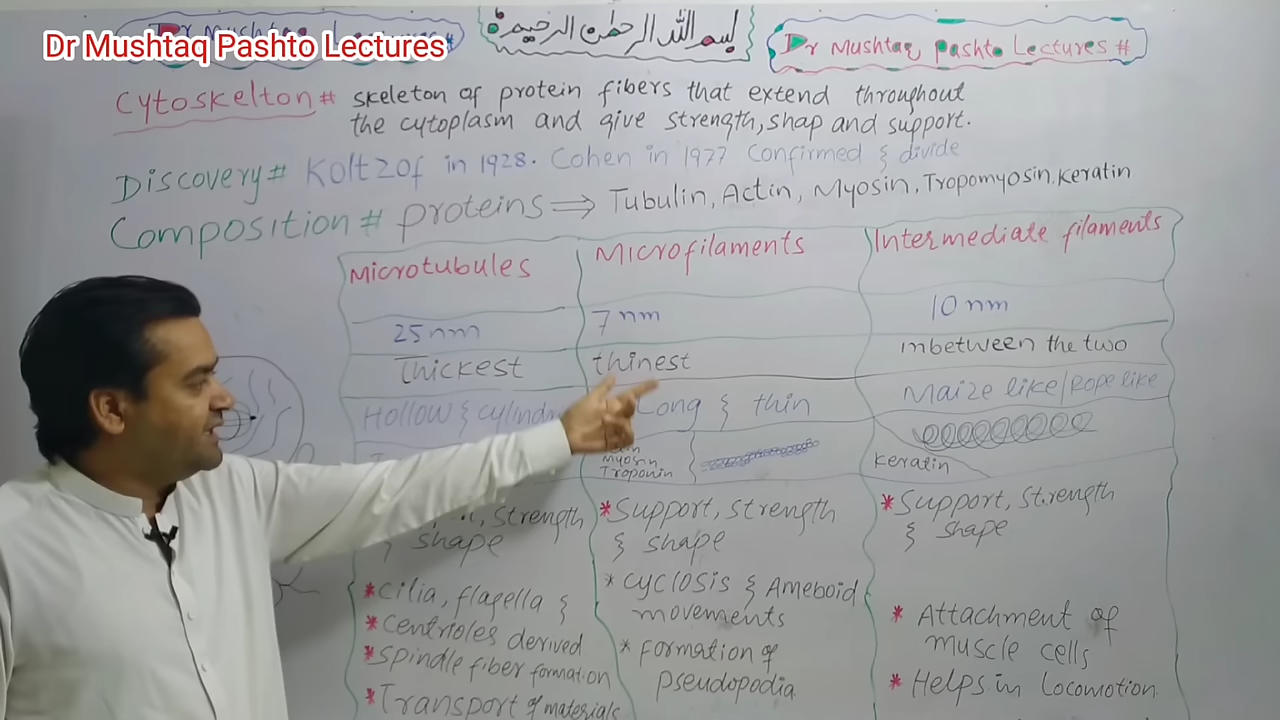 Dr Mushtaq Pashto Lectures
بسم الله الرحمن الرحيم
Dr Mushtaq Pashto Lectures #
Cytoskelton # skeleton of protein fibers that extend throughout
the cytoplasm and give strength, shap and support.
Discovery # Koltzof in 1928. Cohen in 1977 Confirmed & divide
Composition # proteins ⇒ Tubulin, Actin, Myosin, Tropomyosin, Keratin
Microtubules
25 nm
Thickest
Hollow &
strength
& shape
*Cilia, flagella &
*Centrioles derived
*Spindle fiber formation
*Transport of materials
Microfilaments
7 nm
thinest
Long & thin
Myosin
Troponin
*Support, strength
& shape
*Cyclosis & Ameboid
movements
*Formation of
pseudopodia
Intermediate filaments
10 nm
inbetween the two
Maize like/Rope like
Keratin
*Support, Strength
& shape
*Attachment of
muscle cells
*Helps in Locomotion